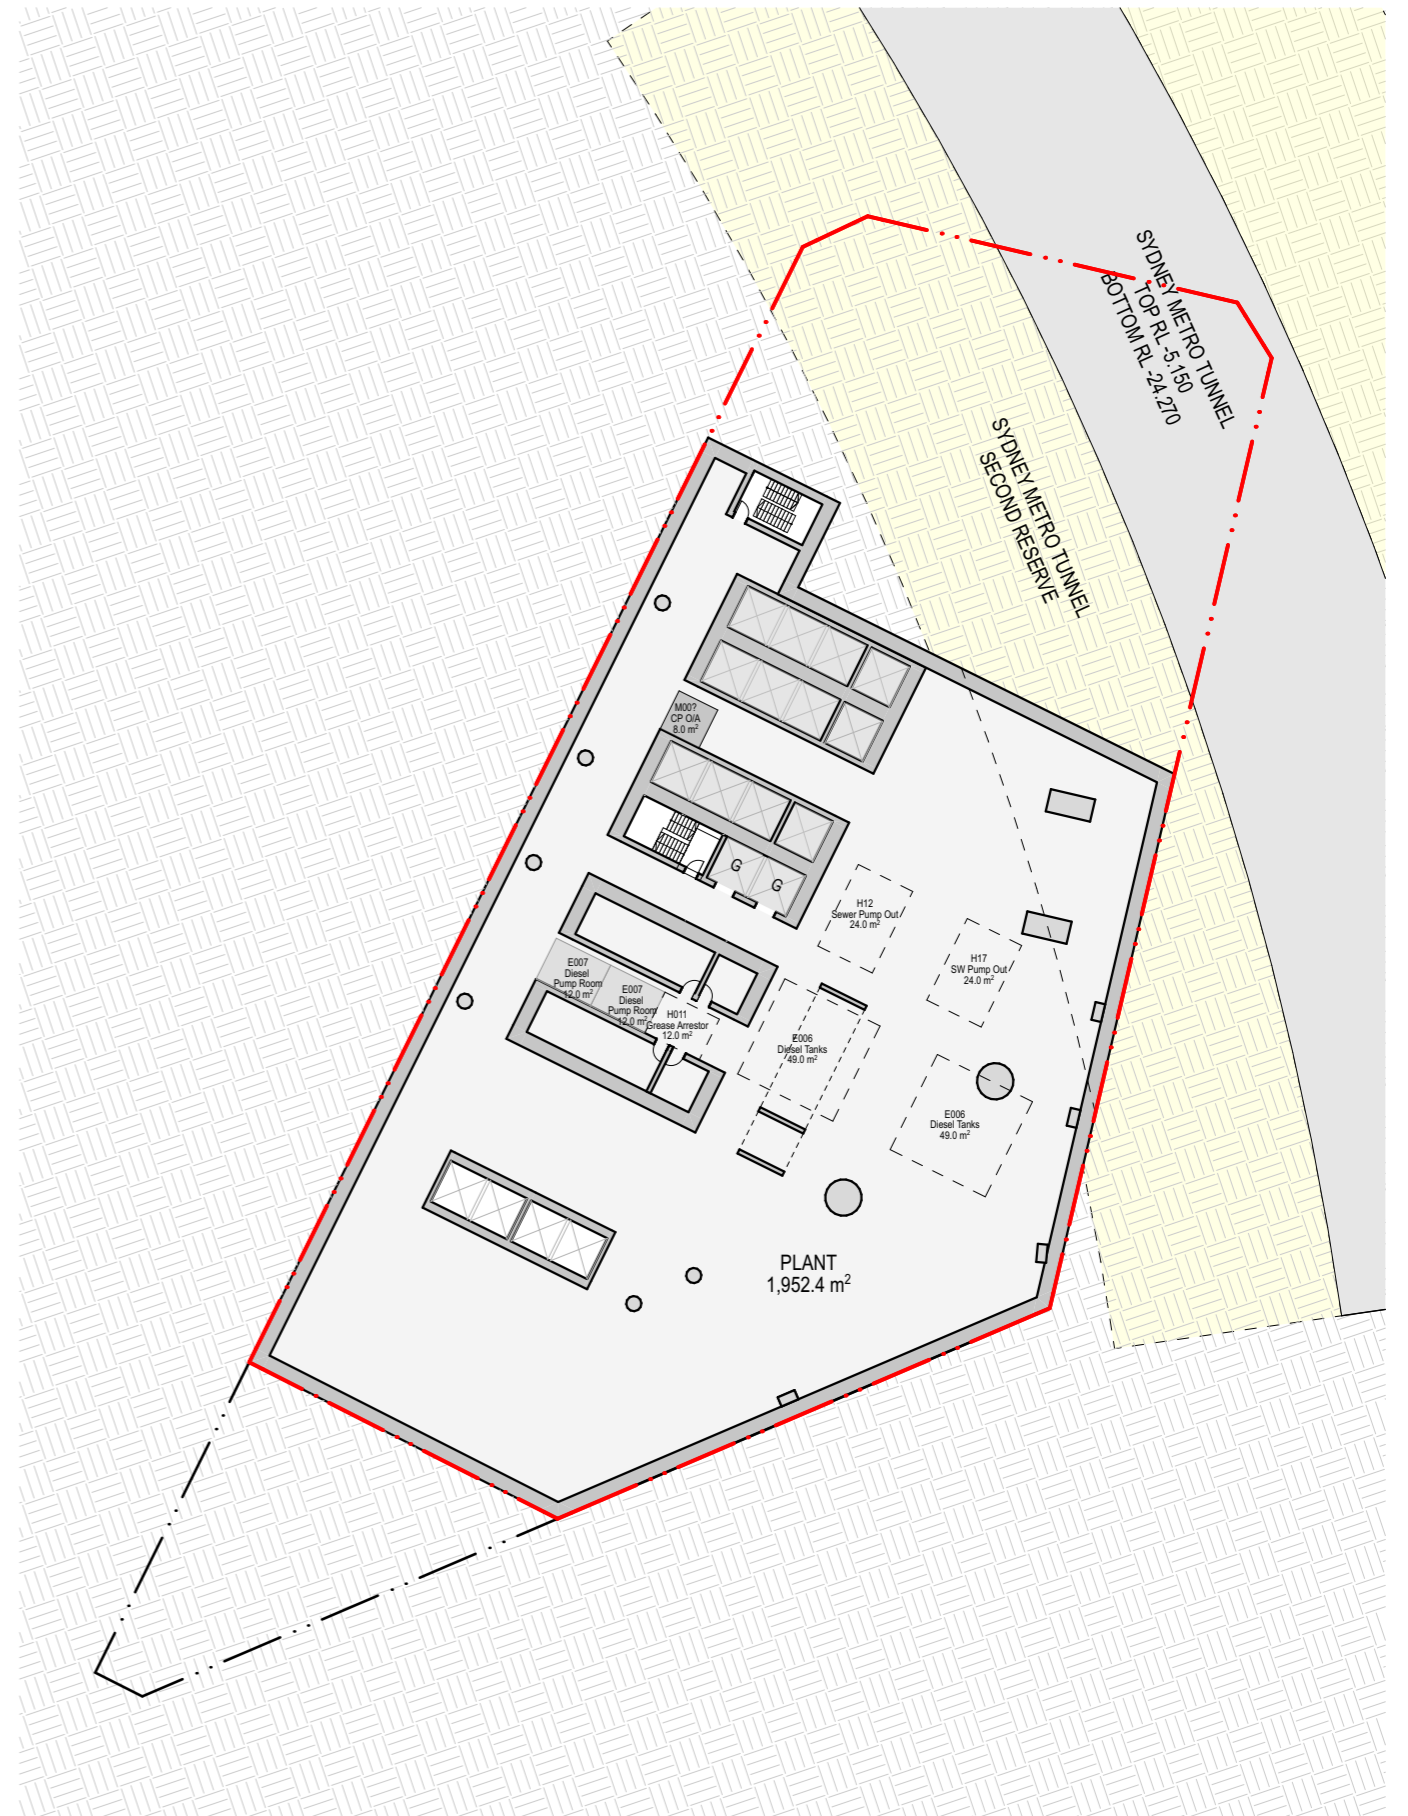 SYDNEY METRO TUNNEL
TOP RL -5.150
BOTTOM RL -24.270
SYDNEY METRO TUNNEL
SECOND RESERVE
M00?
CP O/A
8.0 m²
G
G
H12
Sewer Pump Out
24.0 m²
H17
SW Pump Out
24.0 m²
E007
Diesel
Pump Room
12.0 m²
E007
Diesel
Pump Room
12.0 m²
H011
Grease Arrestor
12.0 m²
E006
Diesel Tanks
49.0 m²
E006
Diesel Tanks
49.0 m²
PLANT
1,952.4 m²